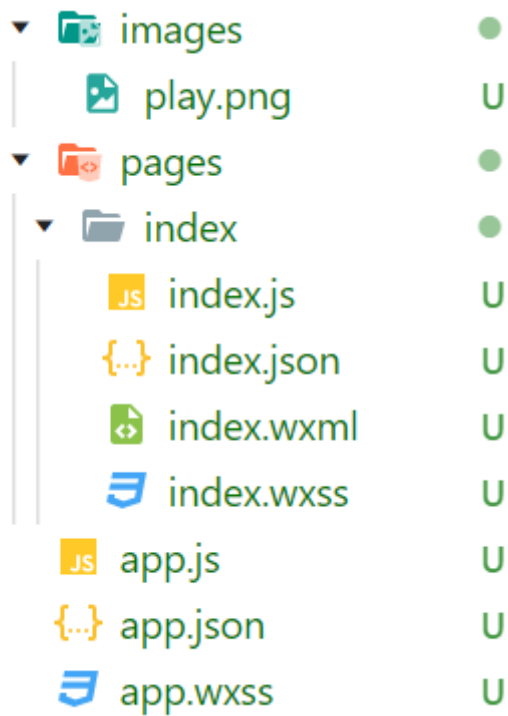 images
play.png U
pages
index
index.js U
index.json U
index.wxml U
index.wxss U
app.js U
app.json U
app.wxss U